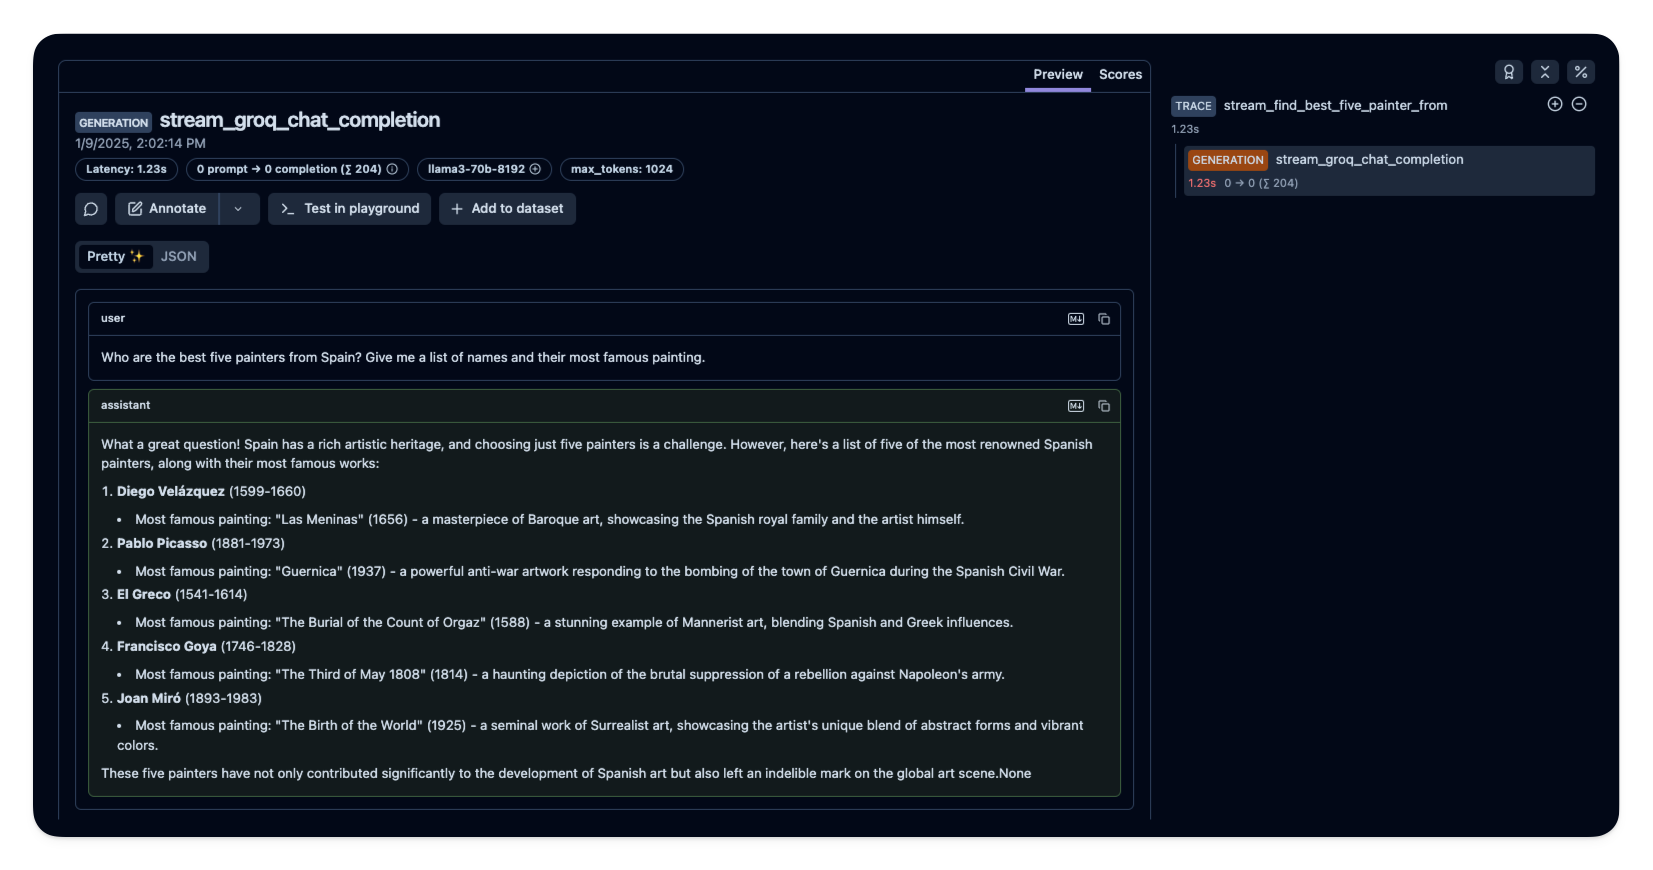 Preview Scores
GENERATION stream_groq_chat_completion
1/9/2025, 2:02:14 PM
Latency: 1.23s 0 prompt → 0 completion (∑ 204) llama3-70b-8192 max_tokens: 1024
Annotate Test in playground Add to dataset
Pretty ✨ JSON
user
Who are the best five painters from Spain? Give me a list of names and their most famous painting.
assistant
What a great question! Spain has a rich artistic heritage, and choosing just five painters is a challenge. However, here's a list of five of the most renowned Spanish
painters, along with their most famous works:
1. Diego Velázquez (1599-1660)
• Most famous painting: "Las Meninas" (1656) - a masterpiece of Baroque art, showcasing the Spanish royal family and the artist himself.
2. Pablo Picasso (1881-1973)
• Most famous painting: "Guernica" (1937) - a powerful anti-war artwork responding to the bombing of the town of Guernica during the Spanish Civil War.
3. El Greco (1541-1614)
• Most famous painting: "The Burial of the Count of Orgaz" (1588) - a stunning example of Mannerist art, blending Spanish and Greek influences.
4. Francisco Goya (1746-1828)
• Most famous painting: "The Third of May 1808" (1814) - a haunting depiction of the brutal suppression of a rebellion against Napoleon's army.
5. Joan Miró (1893-1983)
• Most famous painting: "The Birth of the World" (1925) - a seminal work of Surrealist art, showcasing the artist's unique blend of abstract forms and vibrant
colors.
These five painters have not only contributed significantly to the development of Spanish art but also left an indelible mark on the global art scene.None
TRACE stream_find_best_five_painter_from
1.23s
GENERATION stream_groq_chat_completion
1.23s 0 → 0 (∑ 204)